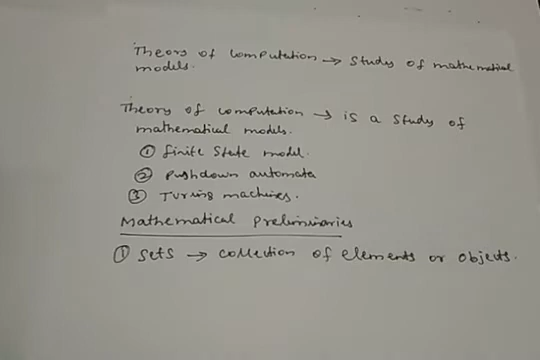 Theory of computation → Study of mathematical
models.
Theory of computation → is a study of
mathematical models.
① finite state model.
② pushdown automata
③ Turing machines.
Mathematical Preliminaries
① Sets → collection of elements or objects.